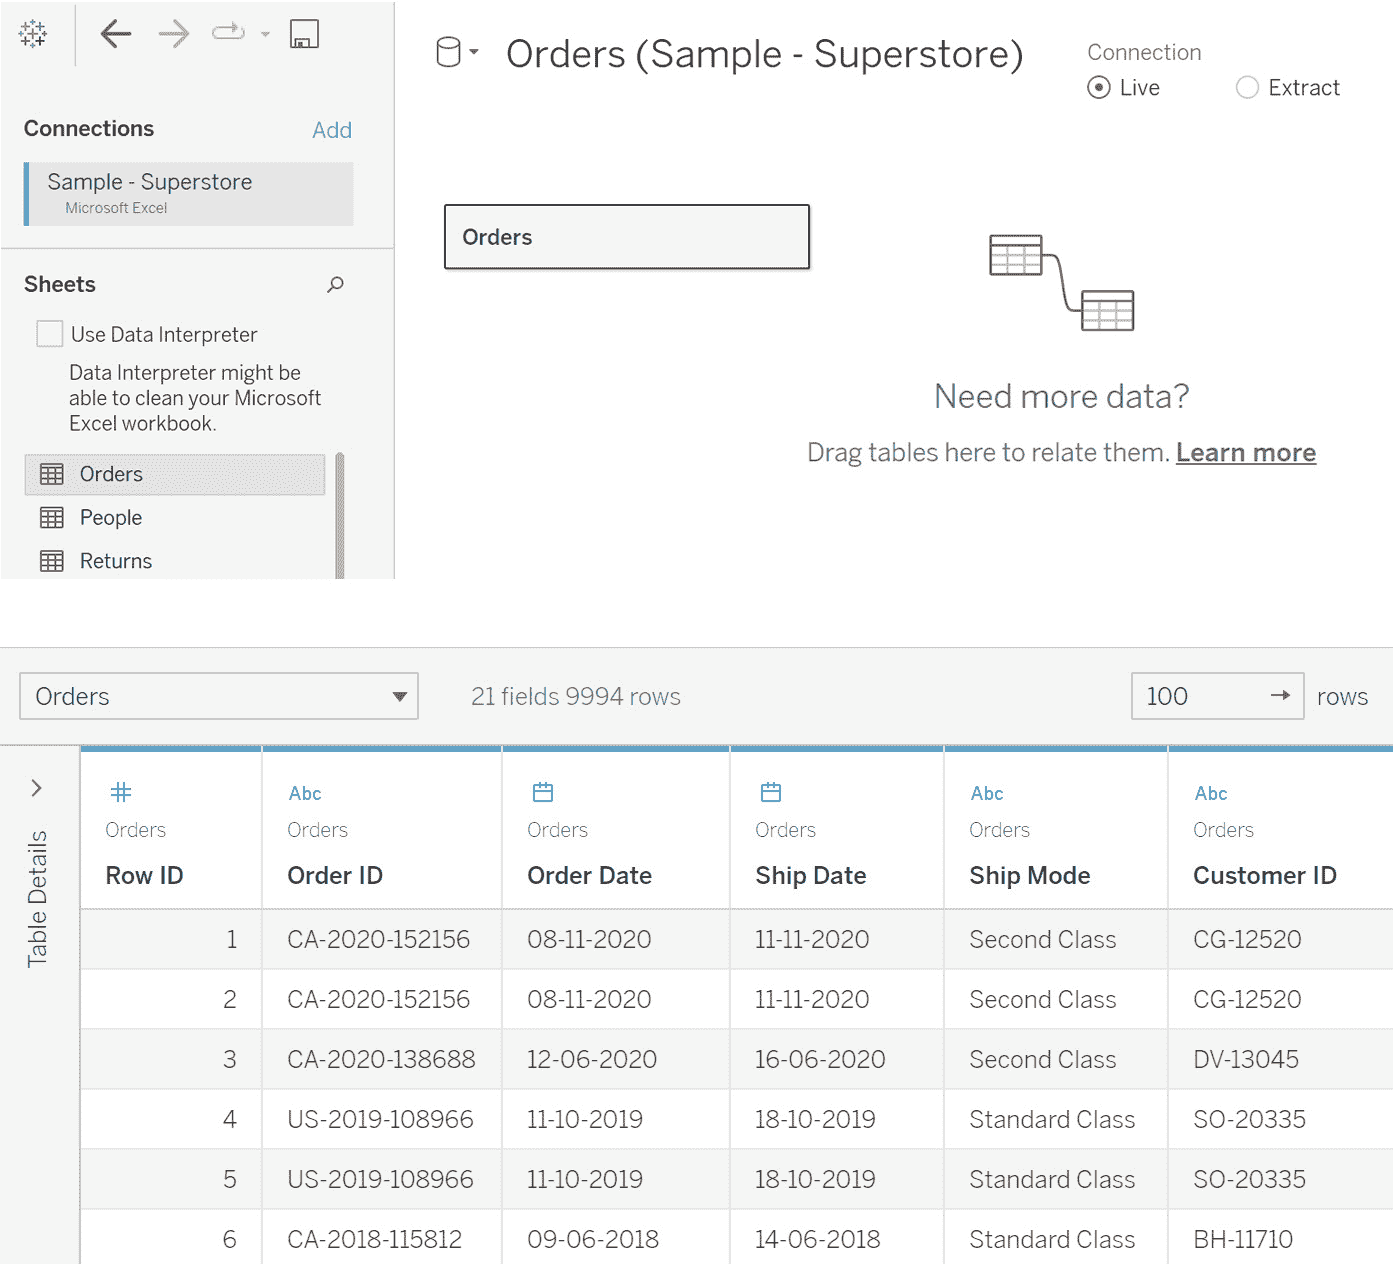 Orders (Sample - Superstore)
Connection
Live
Extract
Connections
Add
Sample - Superstore
Microsoft Excel
Sheets
Use Data Interpreter
Data Interpreter might be
able to clean your Microsoft
Excel workbook.
Orders
People
Returns
Orders
Need more data?
Drag tables here to relate them. Learn more
Orders
21 fields 9994 rows
100 → rows
Table Details
# Abc Abc Abc
Orders Orders Orders Orders Orders Orders
Row ID Order ID Order Date Ship Date Ship Mode Customer ID
1 CA-2020-152156 08-11-2020 11-11-2020 Second Class CG-12520
2 CA-2020-152156 08-11-2020 11-11-2020 Second Class CG-12520
3 CA-2020-138688 12-06-2020 16-06-2020 Second Class DV-13045
4 US-2019-108966 11-10-2019 18-10-2019 Standard Class SO-20335
5 US-2019-108966 11-10-2019 18-10-2019 Standard Class SO-20335
6 CA-2018-115812 09-06-2018 14-06-2018 Standard Class BH-11710